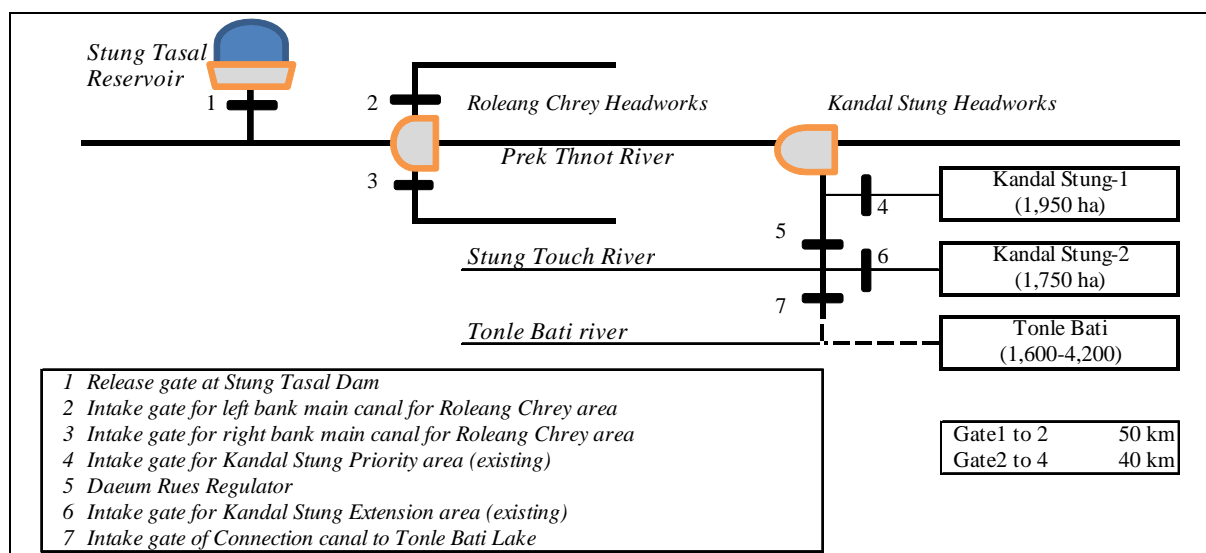 Stung Tasal
Reservoir
1
2
Roleang Chrey Headworks
Kandal Stung Headworks
Prek Thnot River
3
4
Kandal Stung-1
(1,950 ha)
5
6
Stung Touch River
Kandal Stung-2
(1,750 ha)
7
Tonle Bati river
Tonle Bati
(1,600-4,200)
1 Release gate at Stung Tasal Dam
2 Intake gate for left bank main canal for Roleang Chrey area
3 Intake gate for right bank main canal for Roleang Chrey area
4 Intake gate for Kandal Stung Priority area (existing)
5 Daeum Rues Regulator
6 Intake gate for Kandal Stung Extension area (existing)
7 Intake gate of Connection canal to Tonle Bati Lake
Gate1 to 2 50 km
Gate2 to 4 40 km